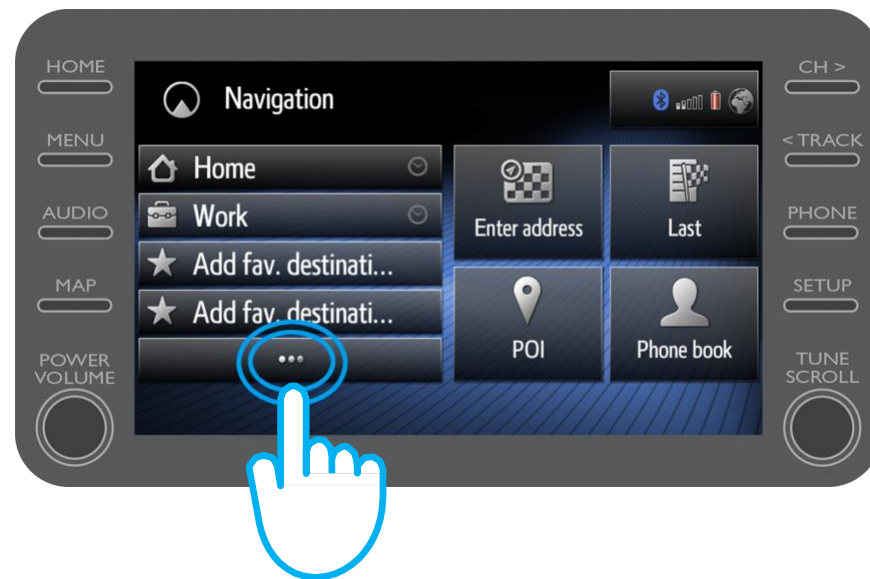 HOME
MENU
AUDIO
MAP
POWER
VOLUME
Navigation
Home
Work
Add fav. destinati...
Add fav. destinati...
...
Enter address
Last
POI
Phone book
CH >
< TRACK
PHONE
SETUP
TUNE
SCROLL